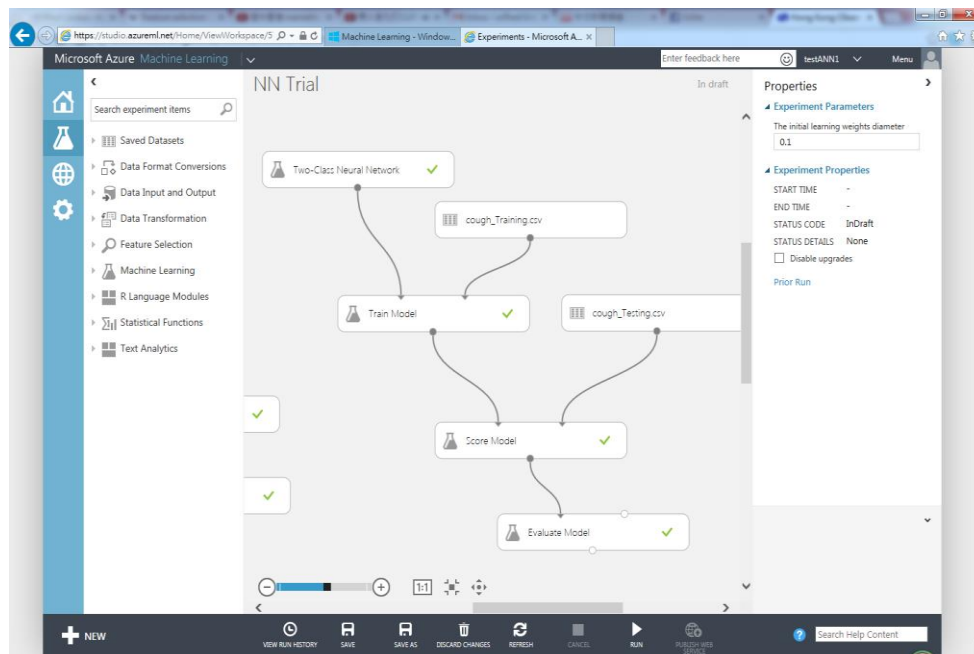 https://studio.azureml.net/Home/ViewWorkspace/5
Machine Learning - Window...
Experiments - Microsoft A...
Microsoft Azure Machine Learning
Enter feedback here
testANN1
Menu
Search experiment items
Saved Datasets
Data Format Conversions
Data Input and Output
Data Transformation
Feature Selection
Machine Learning
R Language Modules
Statistical Functions
Text Analytics
NN Trial
In draft
Two-Class Neural Network
cough_Training.csv
Train Model
cough_Testing.csv
Score Model
Evaluate Model
1:1
Properties
Experiment Parameters
The initial learning weights diameter
0.1
Experiment Properties
START TIME -
END TIME -
STATUS CODE InDraft
STATUS DETAILS None
Disable upgrades
Prior Run
NEW
VIEW RUN HISTORY
SAVE
SAVE AS
DISCARD CHANGES
REFRESH
CANCEL
RUN
PUBLISH WEB SERVICE
Search Help Content